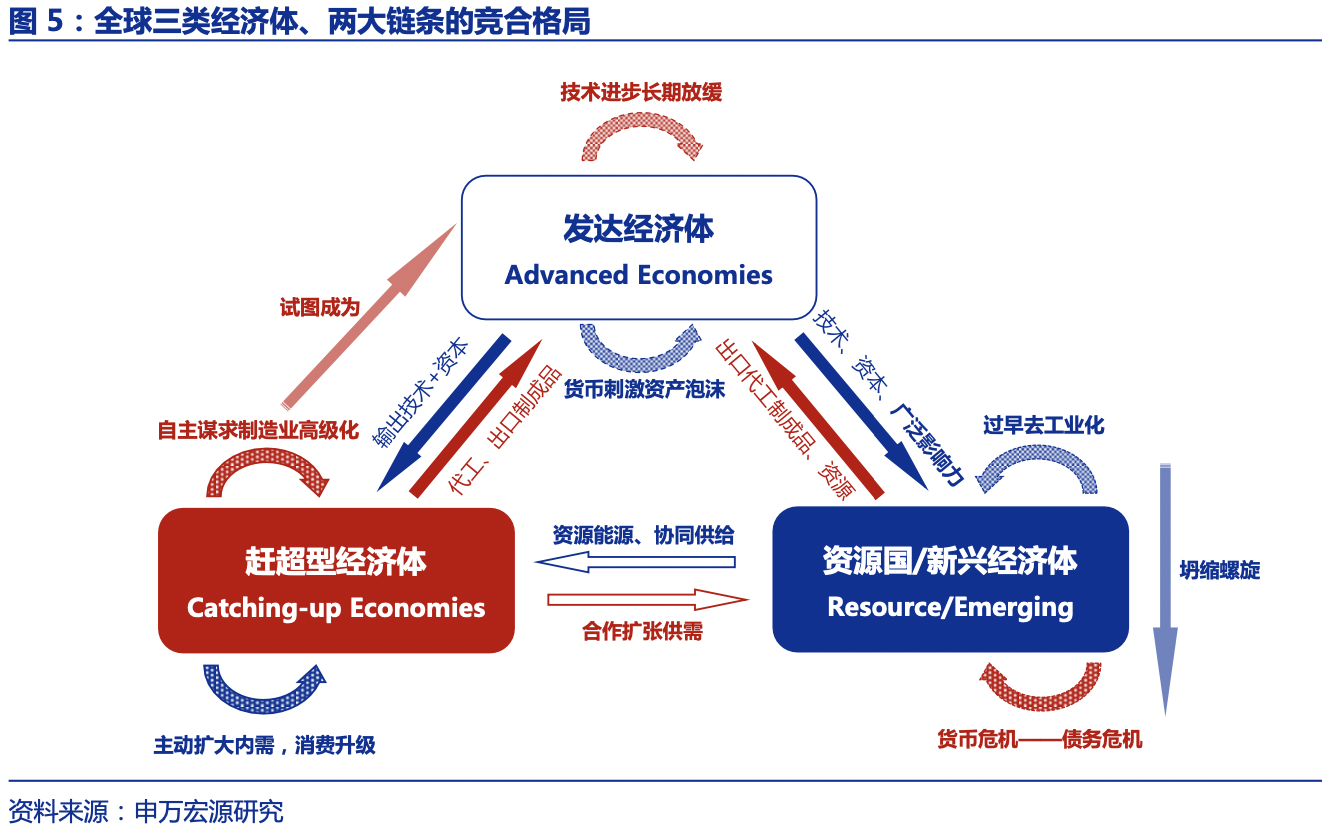 图 5：全球三类经济体、两大链条的竞合格局
技术进步长期放缓
发达经济体
Advanced Economies
试图成为
输出技术+资本
代工、出口制成品
货币刺激资产泡沫
出口代工制成品、资源
技术、资本、广泛影响力
自主谋求制造业高级化
过早去工业化
赶超型经济体
Catching-up Economies
资源能源、协同供给
合作扩张供需
资源国/新兴经济体
Resource/Emerging
坍缩螺旋
主动扩大内需，消费升级
货币危机——债务危机
资料来源：申万宏源研究